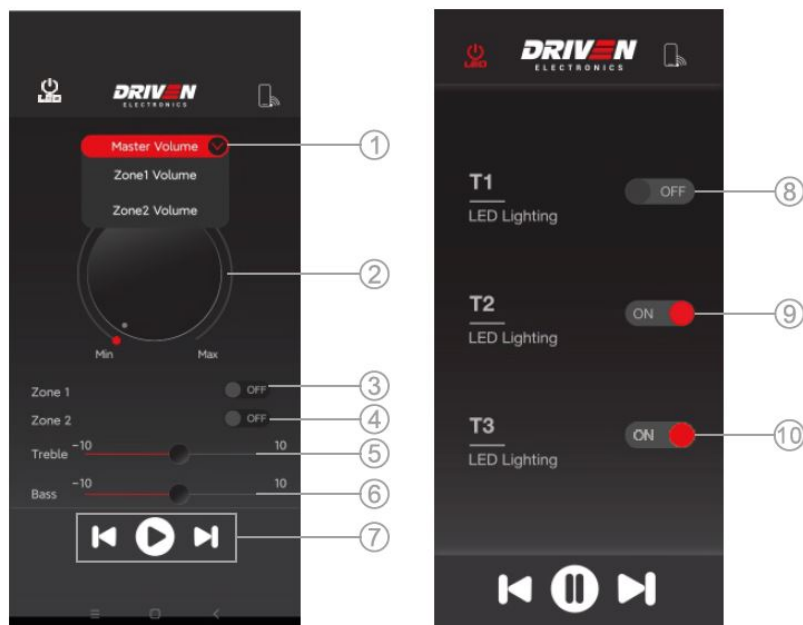 LED
DRIVEN
ELECTRONICS
Master Volume
Zone1 Volume
Zone2 Volume
Min
Max
Zone 1
OFF
Zone 2
OFF
Treble
-10
10
Bass
-10
10
1
2
3
4
5
6
7
LED
DRIVEN
ELECTRONICS
T1
LED Lighting
OFF
T2
LED Lighting
ON
T3
LED Lighting
ON
8
9
10